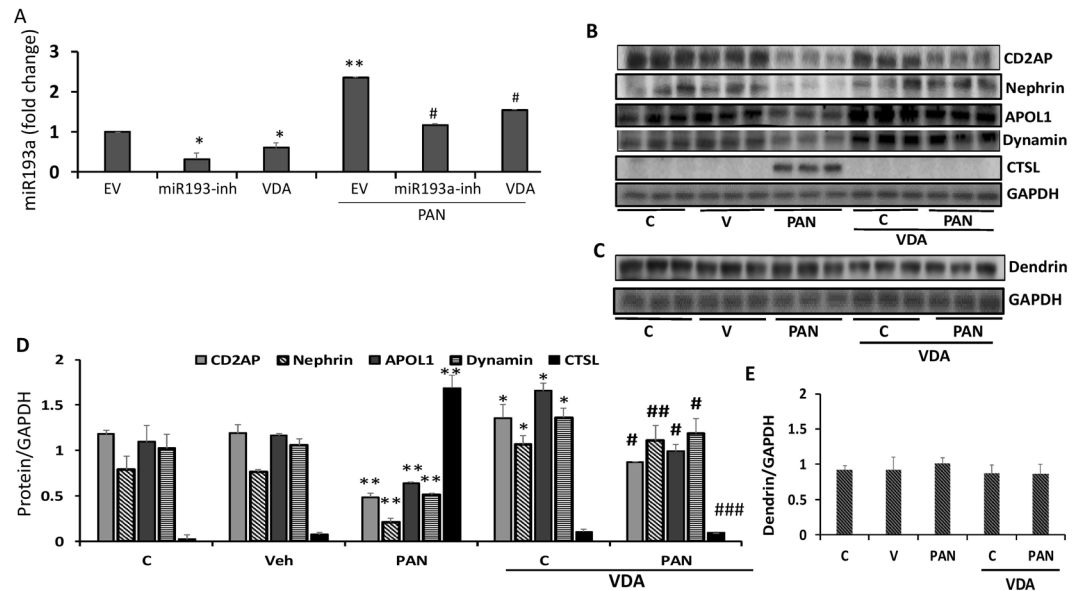 A
miR193a (fold change)
3
2
1
0
*
*
**
#
#
EV miR193-inh VDA EV miR193a-inh VDA
PAN
B
CD2AP
Nephrin
APOL1
Dynamin
CTSL
GAPDH
C V PAN C PAN
VDA
C
Dendrin
GAPDH
C V PAN C PAN
VDA
D
CD2AP Nephrin APOL1 Dynamin CTSL
Protein/GAPDH
2
1.5
1
0.5
0
** ** ** ** **
* * * *
# ## # # ###
C Veh PAN C PAN
VDA
E
Dendrin/GAPDH
2
1.5
1
0.5
0
C V PAN C PAN
VDA